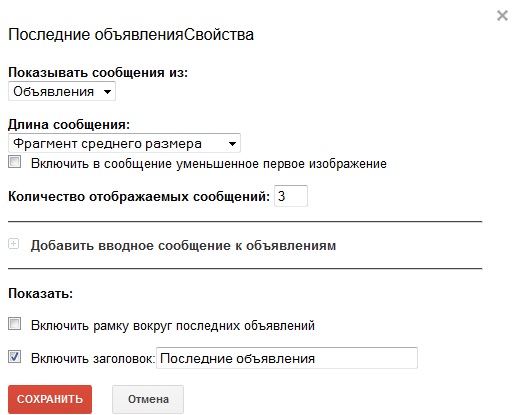 Последние объявленияСвойства
Показывать сообщения из:
Объявления
Длина сообщения:
Фрагмент среднего размера
Включить в сообщение уменьшенное первое изображение
Количество отображаемых сообщений: 3
Добавить вводное сообщение к объявлениям
Показать:
Включить рамку вокруг последних объявлений
Включить заголовок: Последние объявления
СОХРАНИТЬ Отмена